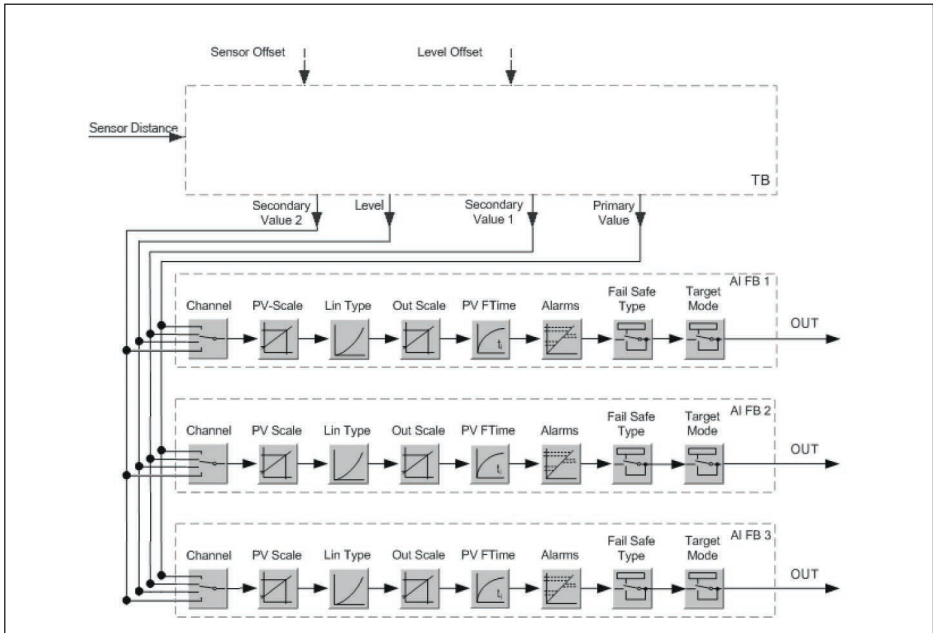 Sensor Offset
Level Offset
Sensor Distance
TB
Secondary
Value 2
Level
Secondary
Value 1
Primary
Value
AI FB 1
Channel
PV-Scale
Lin Type
Out Scale
PV FTime
Alarms
Fail Safe
Type
Target
Mode
OUT
t
AI FB 2
Channel
PV Scale
Lin Type
Out Scale
PV FTime
Alarms
Fail Safe
Type
Target
Mode
OUT
t
AI FB 3
Channel
PV Scale
Lin Type
Out Scale
PV FTime
Alarms
Fail Safe
Type
Target
Mode
OUT
t